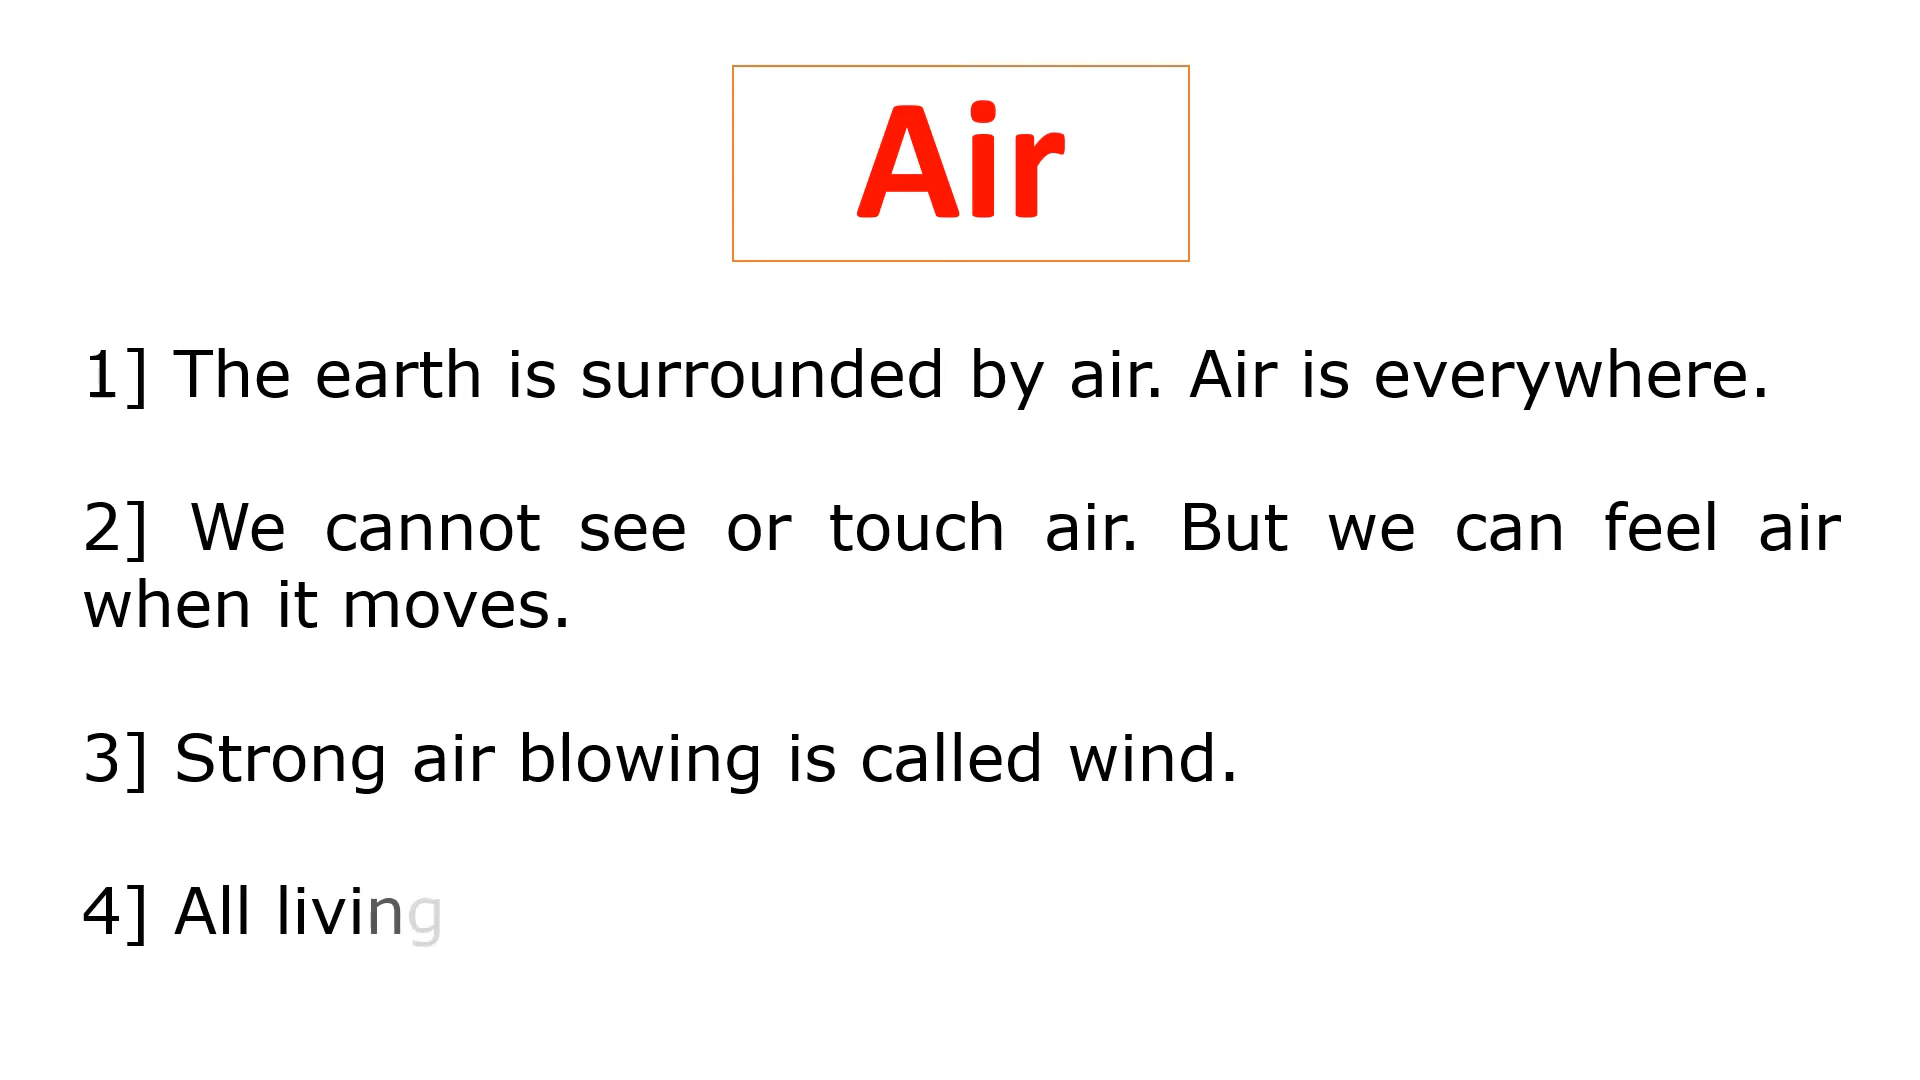 Air
1] The earth is surrounded by air. Air is everywhere.
2] We cannot see or touch air. But we can feel air
when it moves.
3] Strong air blowing is called wind.
4] All living